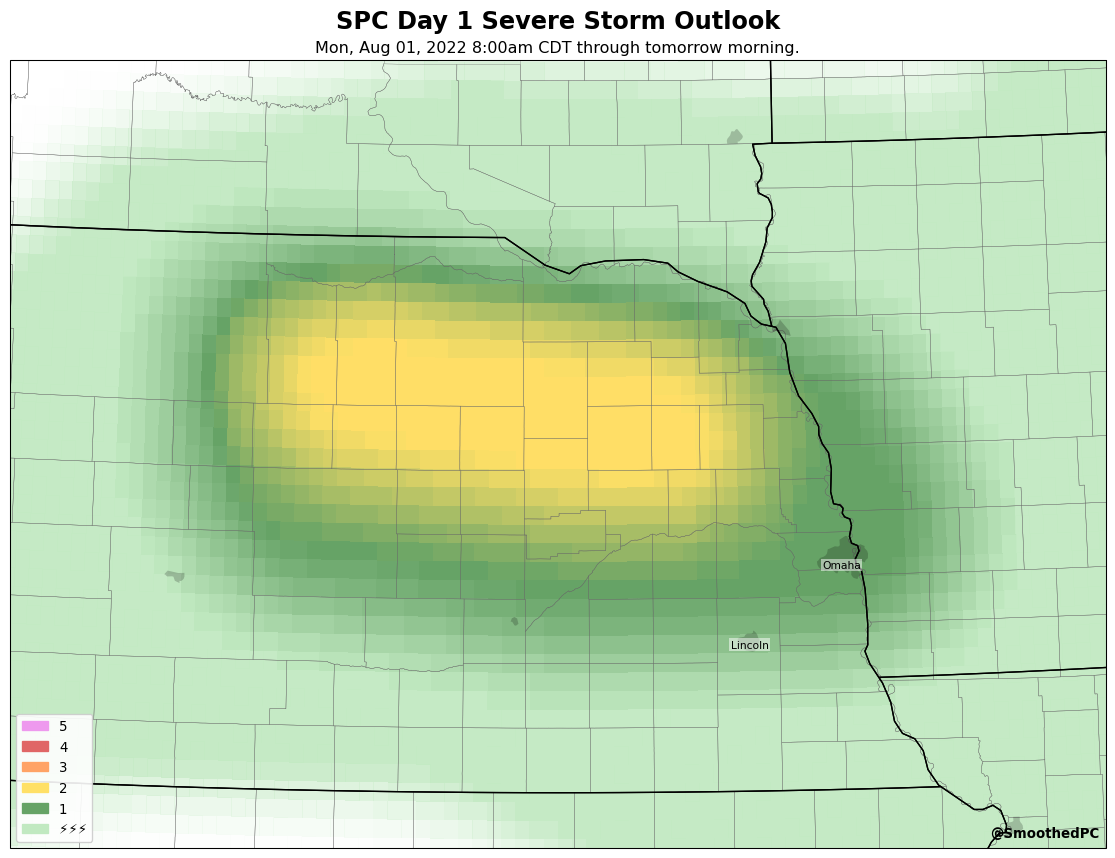 SPC Day 1 Severe Storm Outlook
Mon, Aug 01, 2022 8:00am CDT through tomorrow morning.
Omaha
Lincoln
5
4
3
2
1
⚡⚡⚡
@SmoothedPC